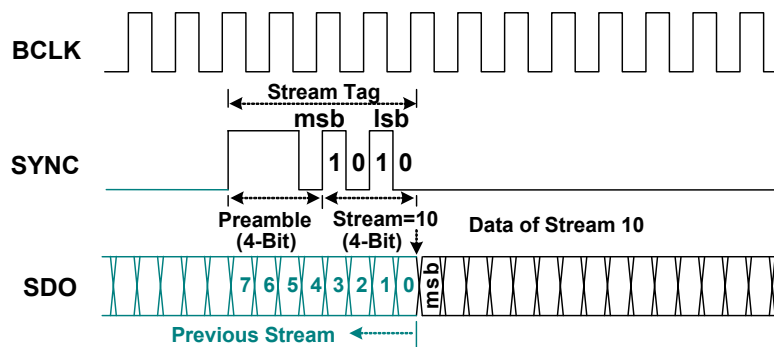 BCLK
Stream Tag
msb lsb
SYNC
1 0 1 0
Preamble
(4-Bit)
Stream=10
(4-Bit)
Data of Stream 10
SDO
7 6 5 4 3 2 1 0
msb
Previous Stream